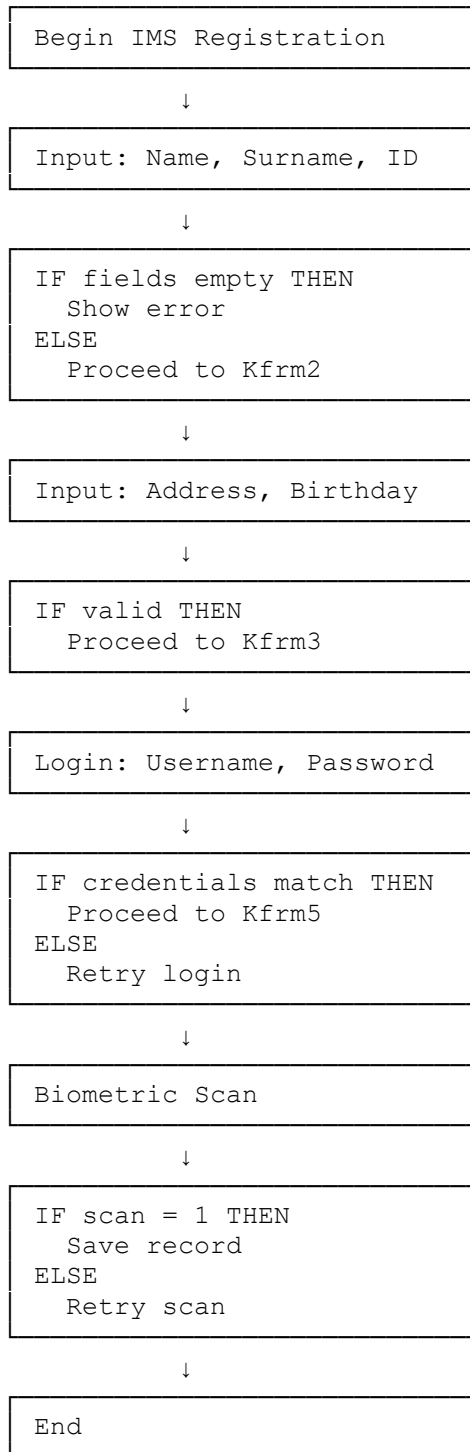 Begin IMS Registration
↓
Input: Name, Surname, ID
↓
IF fields empty THEN
Show error
ELSE
Proceed to Kfrm2
↓
Input: Address, Birthday
↓
IF valid THEN
Proceed to Kfrm3
↓
Login: Username, Password
↓
IF credentials match THEN
Proceed to Kfrm5
ELSE
Retry login
↓
Biometric Scan
↓
IF scan = 1 THEN
Save record
ELSE
Retry scan
↓
End